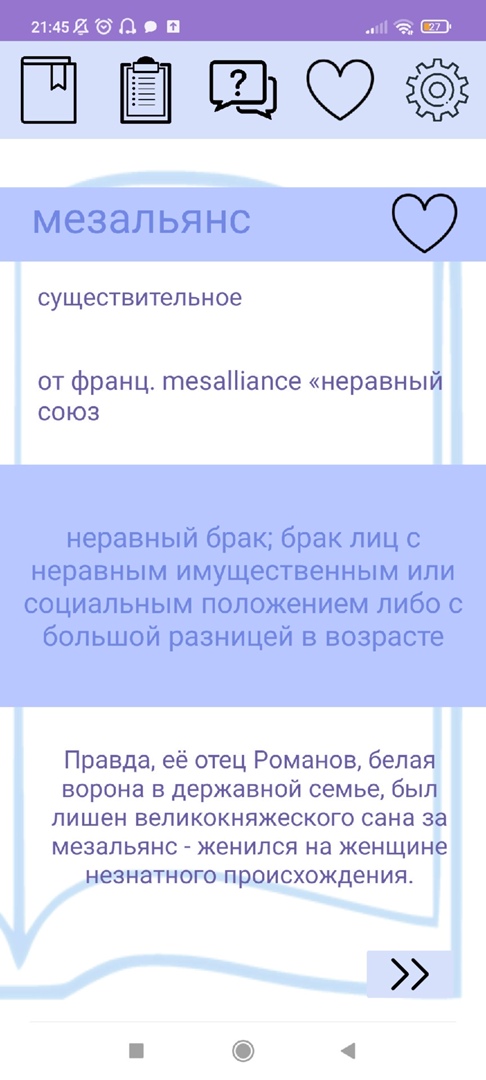 21:45
27
?
мезальянс
существительное
от франц. mesalliance «неравный
союз
неравный брак; брак лиц с
неравным имущественным или
социальным положением либо с
большой разницей в возрасте
Правда, её отец Романов, белая
ворона в державной семье, был
лишен великокняжеского сана за
мезальянс - женился на женщине
незнатного происхождения.